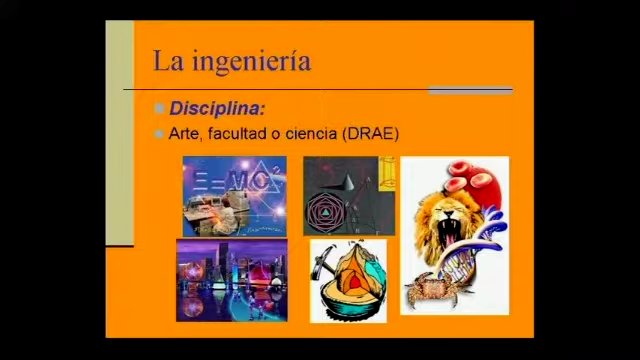 La ingeniería
Disciplina:
Arte, facultad o ciencia (DRAE)
E=MC²